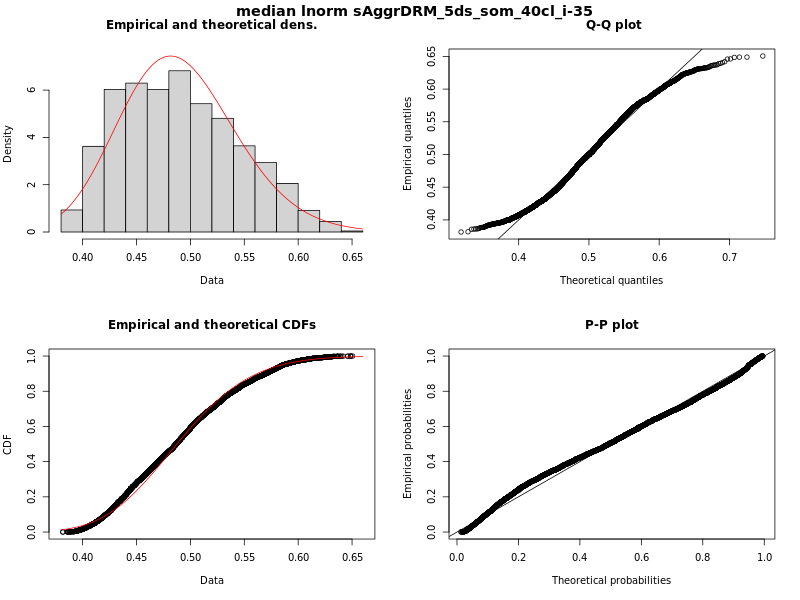 median lnorm sAggrDRM_5ds_som_40cl_i-35
Empirical and theoretical dens.
Density
0 2 4 6
0.40 0.45 0.50 0.55 0.60 0.65
Data
Q-Q plot
Empirical quantiles
0.40 0.45 0.50 0.55 0.60 0.65
0.4 0.5 0.6 0.7
Theoretical quantiles
Empirical and theoretical CDFs
CDF
0.0 0.2 0.4 0.6 0.8 1.0
0.40 0.45 0.50 0.55 0.60 0.65
Data
P-P plot
Empirical probabilities
0.0 0.2 0.4 0.6 0.8 1.0
0.0 0.2 0.4 0.6 0.8 1.0
Theoretical probabilities